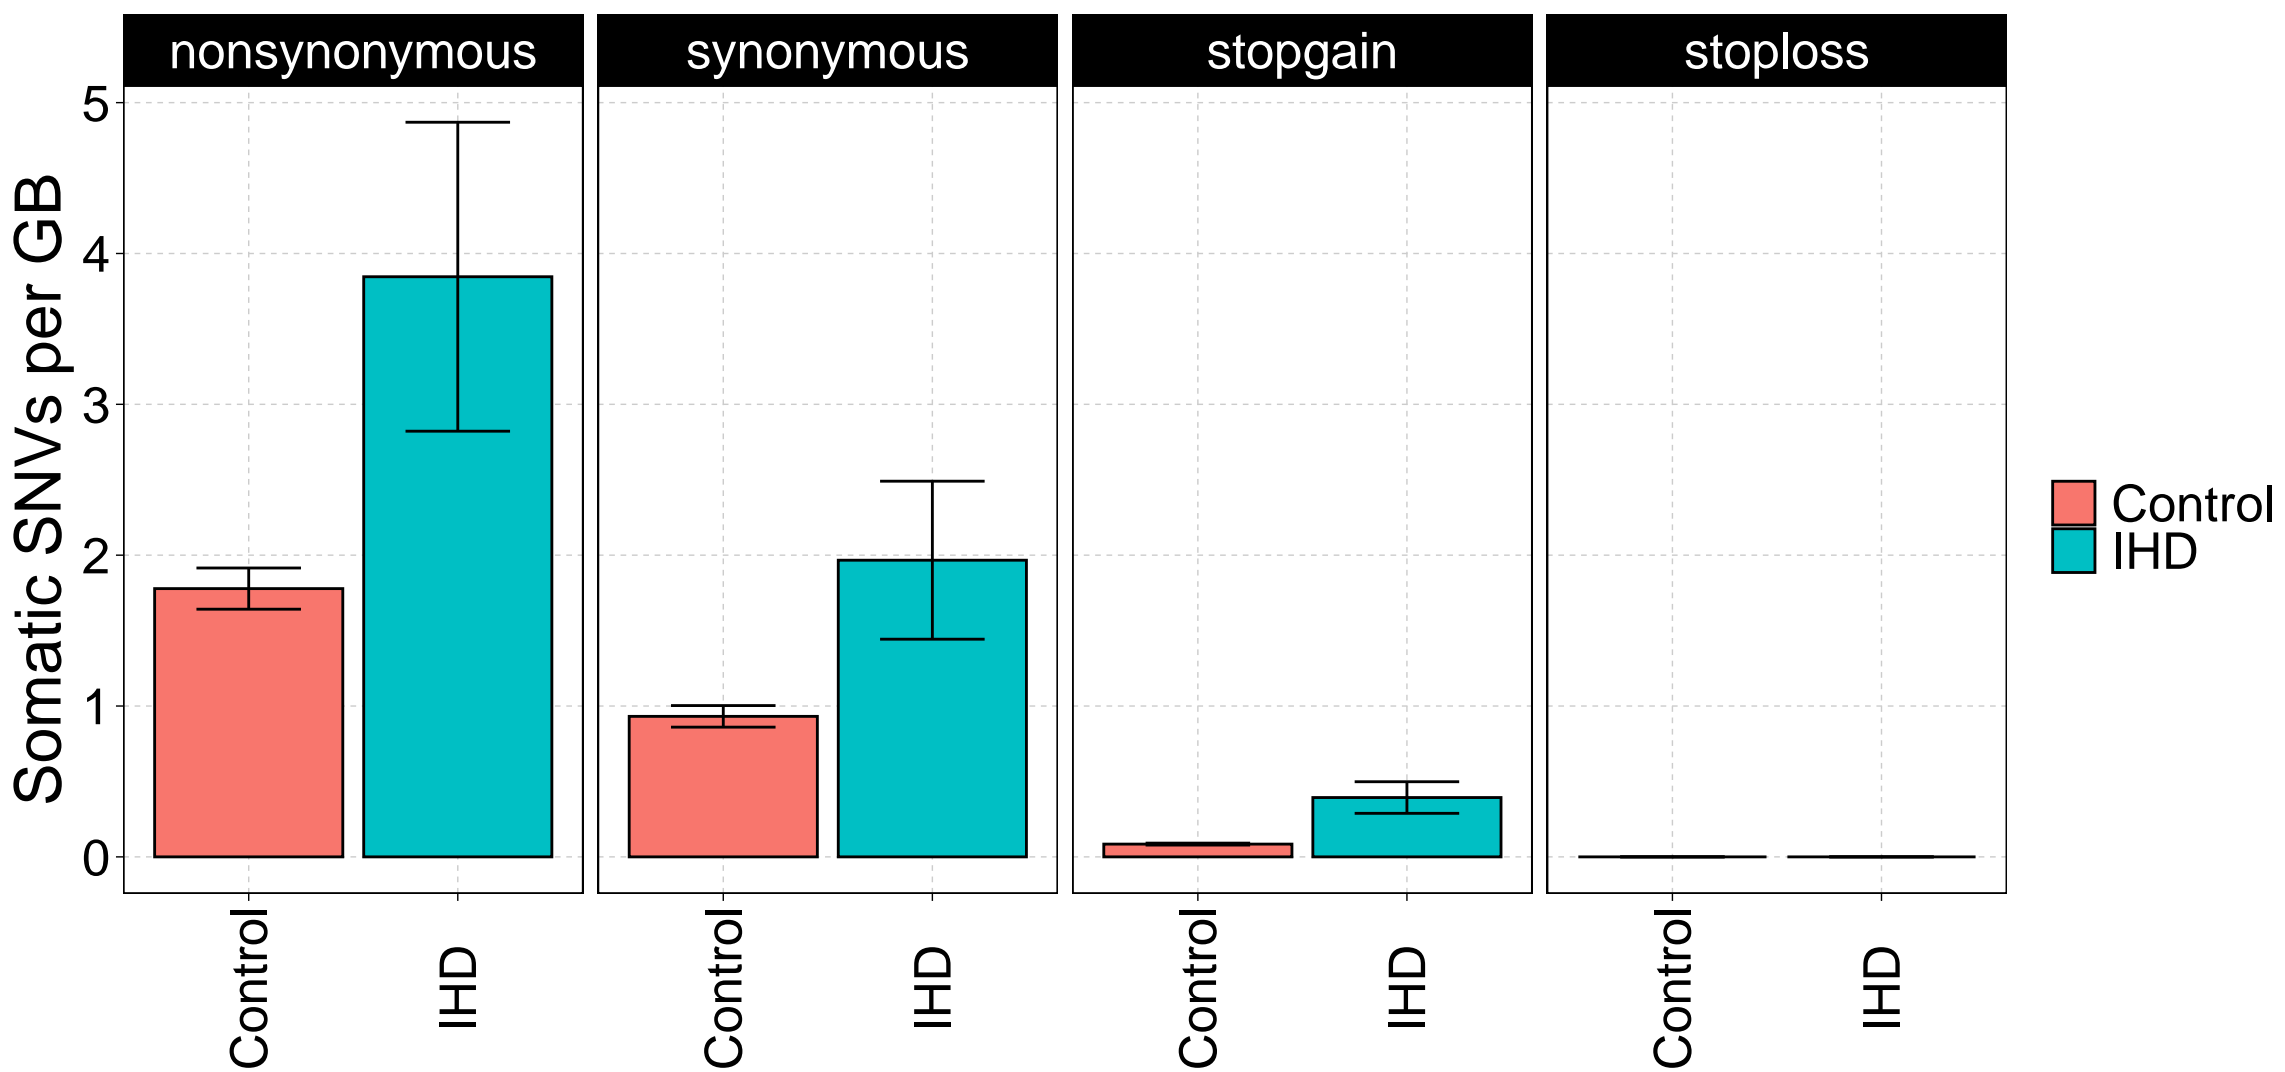 nonsynonymous
synonymous
stopgain
stoploss
Somatic SNVs per GB
5
4
3
2
1
0
Control
IHD
Control
IHD
Control
IHD
Control
IHD
Control
IHD